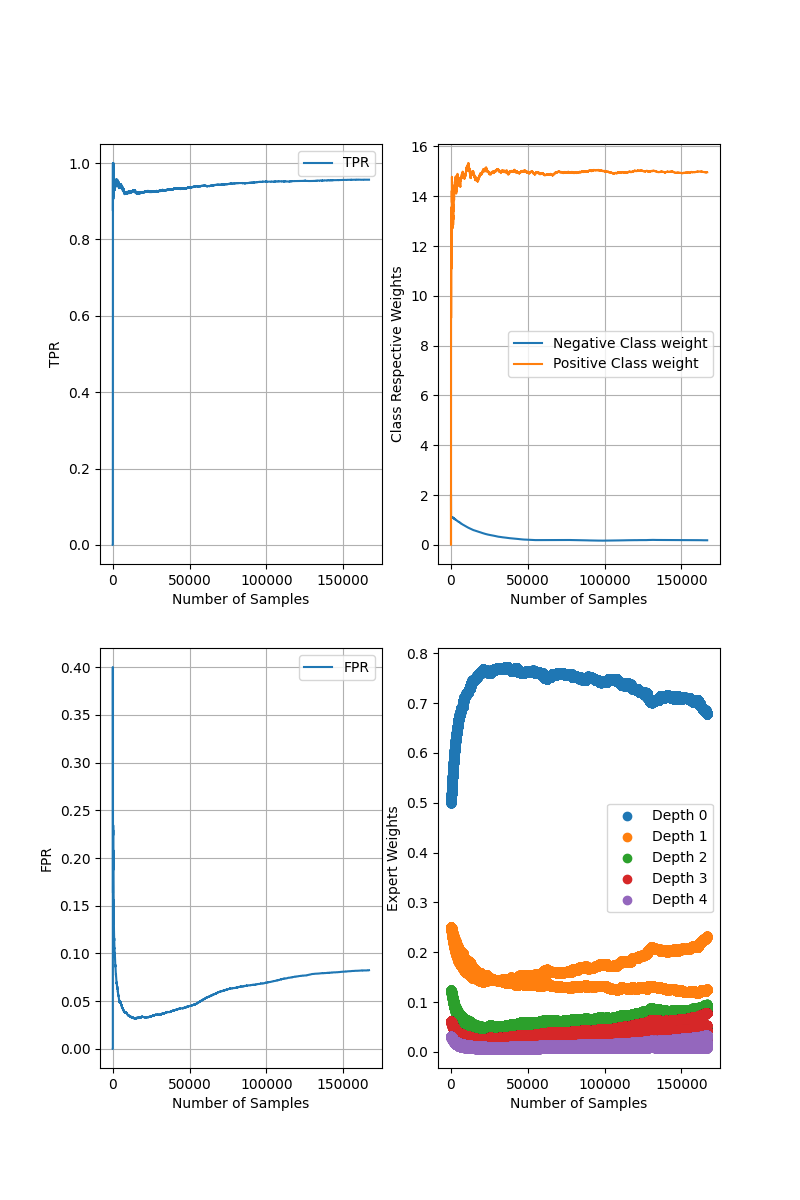 TPR
1.0
0.8
0.6
0.4
0.2
0.0
TPR
0 50000 100000 150000
Number of Samples
16
14
12
10
8
6
4
2
0
Class Respective Weights
Negative Class weight
Positive Class weight
0 50000 100000 150000
Number of Samples
FPR
0.40
0.35
0.30
0.25
0.20
0.15
0.10
0.05
0.00
FPR
0 50000 100000 150000
Number of Samples
0.8
0.7
0.6
0.5
0.4
0.3
0.2
0.1
0.0
Expert Weights
Depth 0
Depth 1
Depth 2
Depth 3
Depth 4
0 50000 100000 150000
Number of Samples